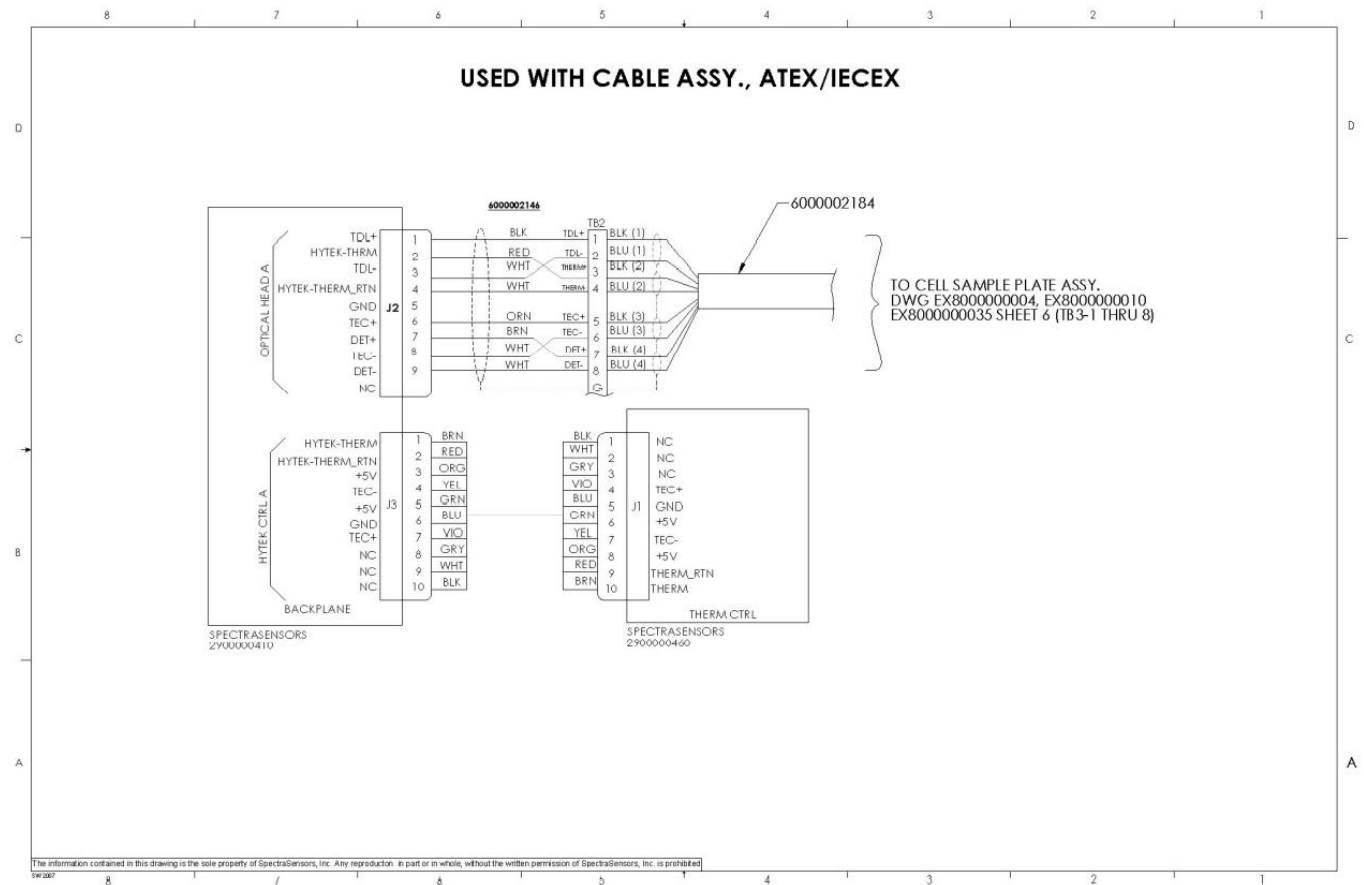 8 7 6 5 4 3 2 1
USED WITH CABLE ASSY., ATEX/IECEX
D D
6000002146
6000002184
TB2
TDL+ 1 BLK TDL+ 1 BLK (1)
HYTEK-THRM 2 RED TDL- 2 BLU (1)
TDL- 3 WHT THERM+ 3 BLK (2)
HYTEK-THERM_RTN 4 WHT THERM- 4 BLU (2)
GND 5
TEC+ 6 ORN TEC+ 5 BLK (3)
DET+ 7 BRN TEC- 6 BLU (3)
TEC- 8 WHT DET+ 7 BLK (4)
DET- 9 WHT DET- 8 BLU (4)
NC G
OPTICAL HEAD A
J2
TO CELL SAMPLE PLATE ASSY.
DWG EX8000000004, EX8000000010
EX8000000035 SHEET 6 (TB3-1 THRU 8)
C C
HYTEK-THERM 1 BRN
HYTEK-THERM_RTN 2 RED
+5V 3 ORG
TEC- 4 YEL
+5V 5 GRN
GND 6 BLU
TEC+ 7 VIO
NC 8 GRY
NC 9 WHT
NC 10 BLK
HYTEK CTRL A
J3
BACKPLANE
SPECTRASENSORS
2900000410
BLK 1 NC
WHT 2 NC
GRY 3 NC
VIO 4 TEC+
BLU 5 GND
GRN 6 +5V
YEL 7 TEC-
ORG 8 +5V
RED 9 THERM_RTN
BRN 10 THERM
J1
THERM CTRL
SPECTRASENSORS
2900000460
B B
A A
The information contained in this drawing is the sole property of SpectraSensors, Inc. Any reproducton in part or in whole, without the written permission of SpectraSensors, Inc. is prohibited
SW2007
8 7 6 5 4 3 2 1